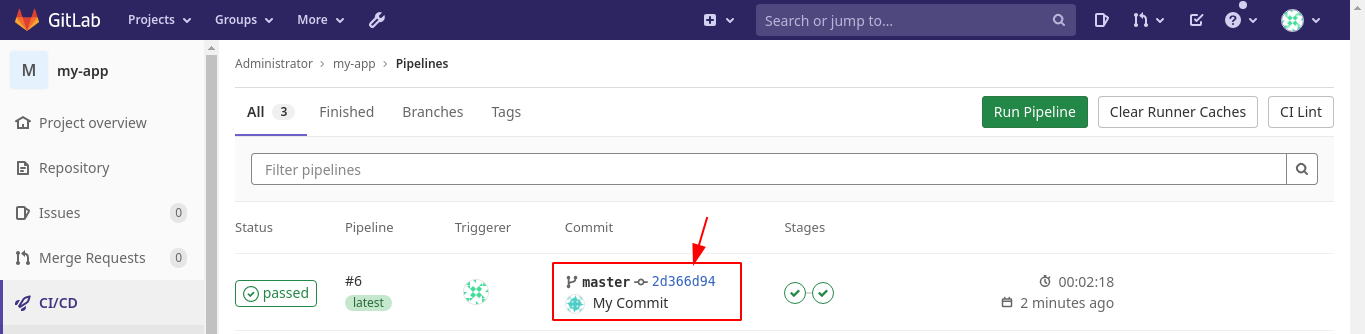 GitLab Projects Groups More Search or jump to...
M my-app
Administrator > my-app > Pipelines
All 3 Finished Branches Tags Run Pipeline Clear Runner Caches CI Lint
Project overview
Filter pipelines
Repository
Issues 0
Status Pipeline Triggerer Commit Stages
Merge Requests 0
CI/CD
passed #6 master 2d366d94 00:02:18
latest My Commit 2 minutes ago